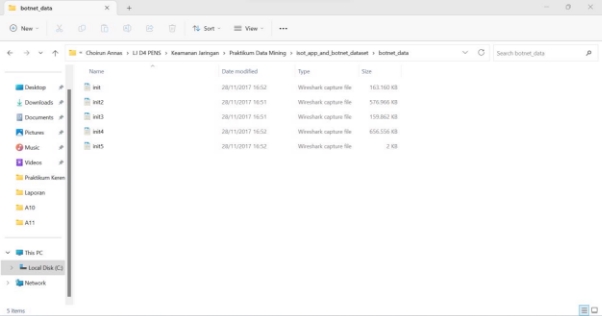 botnet_data
New
Sort
View
Choirun Annas > LJ D4 PENS > Keamanan Jaringan > Praktikum Data Mining > isot_app_and_botnet_dataset > botnet_data
Search botnet_data
Name Date modified Type Size
init 28/11/2017 16:52 Wireshark capture file 163.160 KB
init2 28/11/2017 16:51 Wireshark capture file 576.966 KB
init3 28/11/2017 16:51 Wireshark capture file 159.862 KB
init4 28/11/2017 16:52 Wireshark capture file 656.556 KB
init5 28/11/2017 16:52 Wireshark capture file 2 KB
Desktop
Downloads
Documents
Pictures
Music
Videos
Praktikum Keren
Laporan
A10
A11
This PC
Local Disk (C:)
Network
5 items